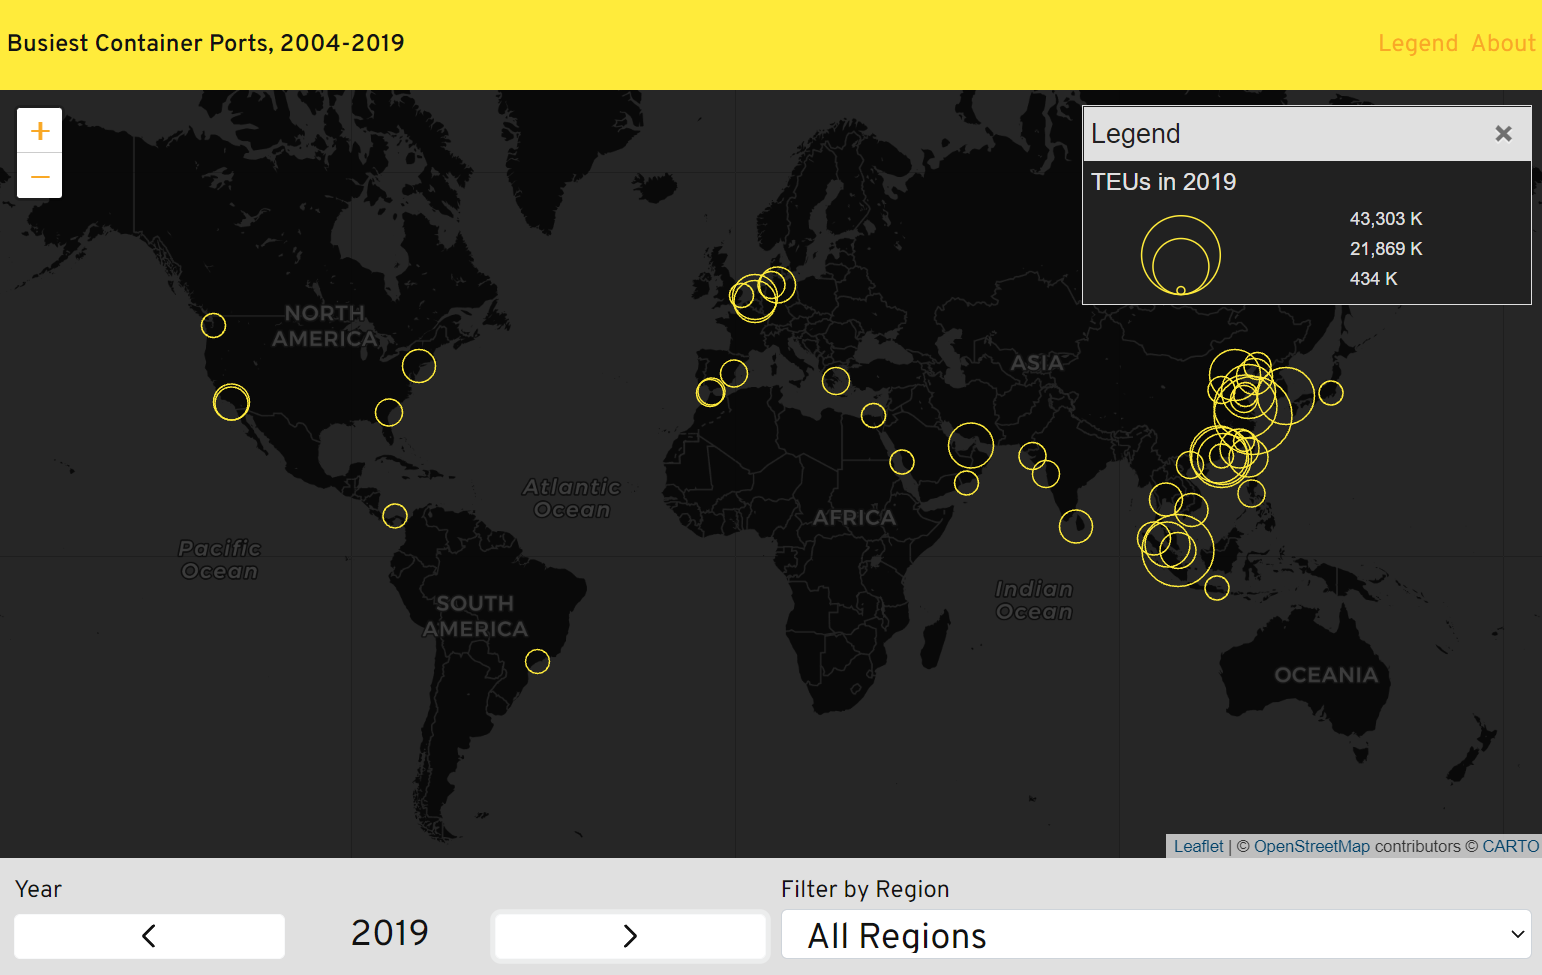 Busiest Container Ports, 2004-2019
Legend About
+
−
Legend ×
TEUs in 2019
43,303 K
21,869 K
434 K
NORTH
AMERICA
ASIA
Atlantic
Ocean
AFRICA
Pacific
Ocean
Indian
Ocean
SOUTH
AMERICA
OCEANIA
Leaflet | © OpenStreetMap contributors © CARTO
Year
2019
Filter by Region
All Regions